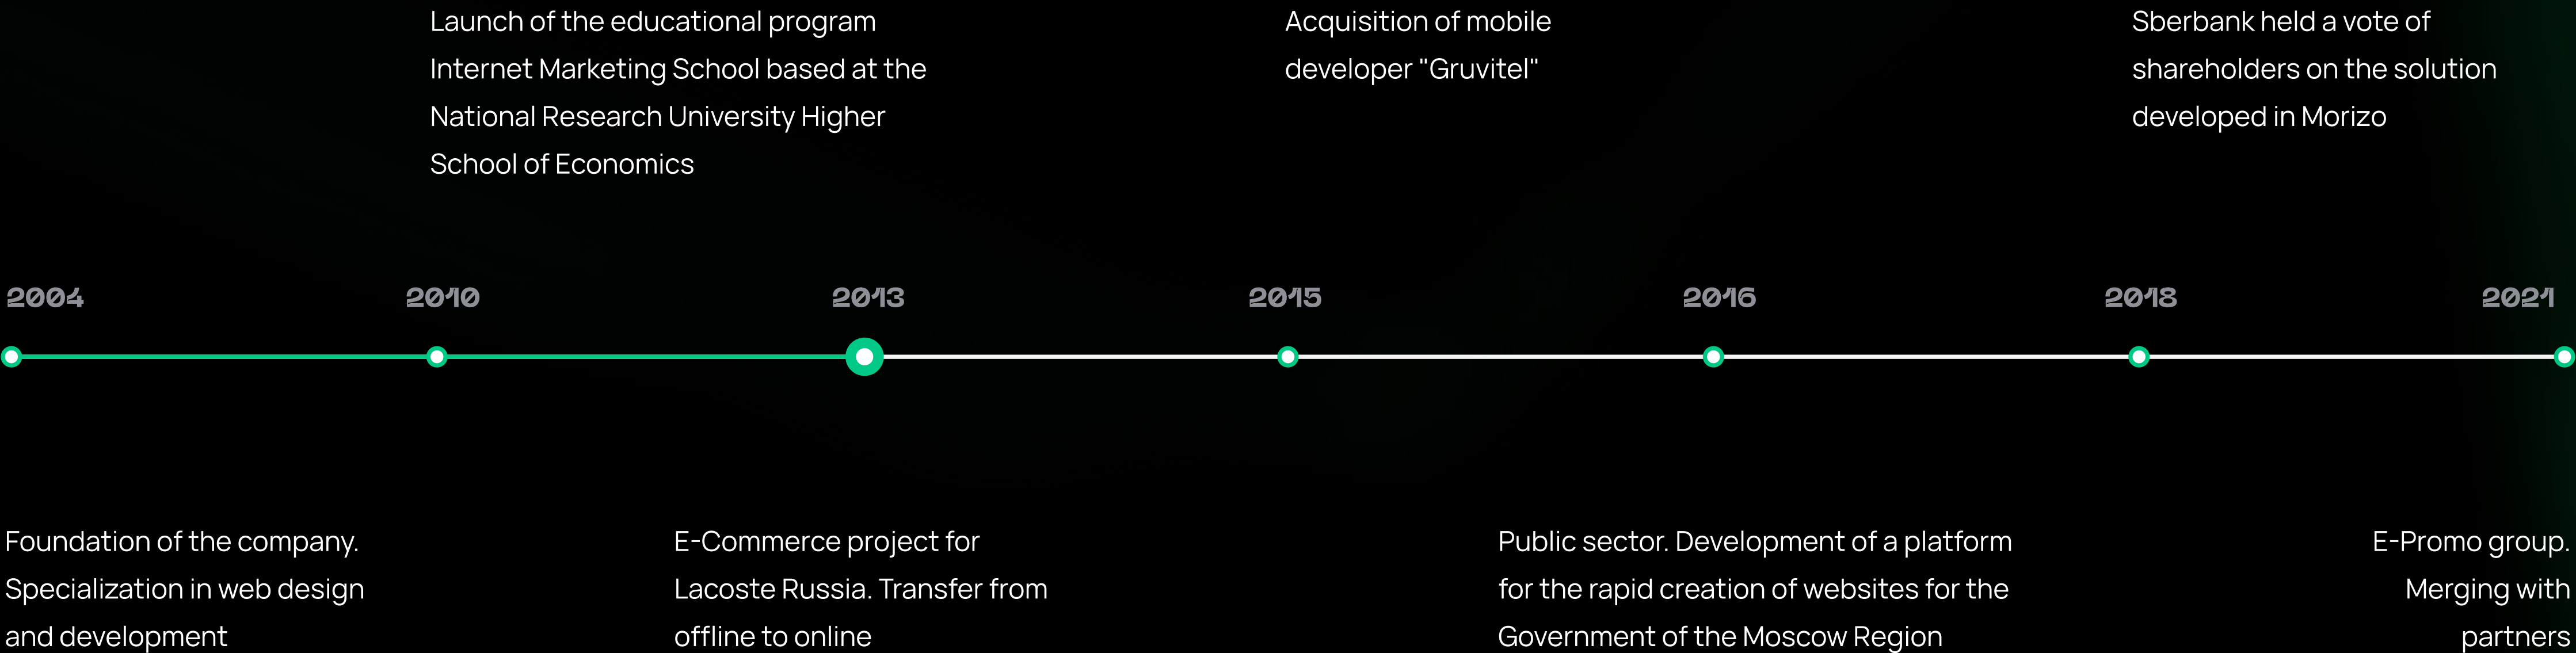 Launch of the educational program
Internet Marketing School based at the
National Research University Higher
School of Economics
Acquisition of mobile
developer "Gruvitel"
Sberbank held a vote of
shareholders on the solution
developed in Morizo
2004
2010
2013
2015
2016
2018
2021
Foundation of the company.
Specialization in web design
and development
E-Commerce project for
Lacoste Russia. Transfer from
offline to online
Public sector. Development of a platform
for the rapid creation of websites for the
Government of the Moscow Region
E-Promo group.
Merging with
partners